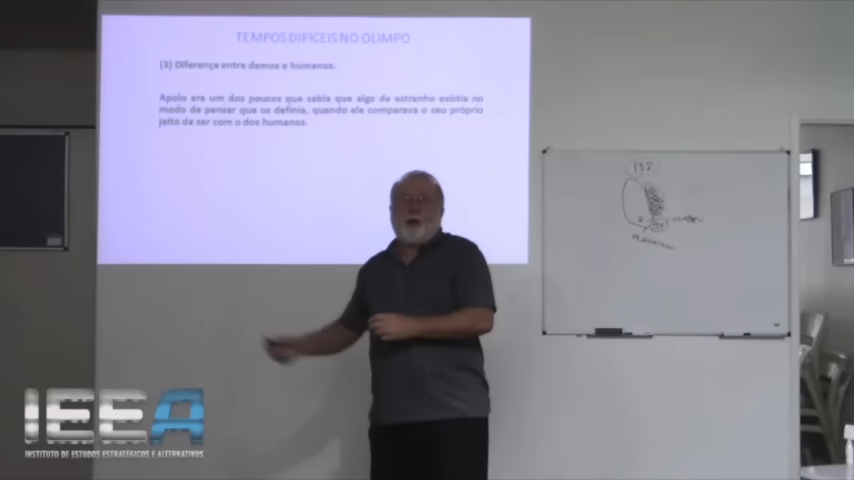 TEMPOS DIFÍCEIS NO OLIMPO
(3) Diferença entre demos e humanos.
Apolo era um dos poucos que sabia que algo de estranho existia no
modo de pensar que os definia, quando ele comparava o seu próprio
jeito de ser com o dos humanos.
138
IEEA
INSTITUTO DE ESTUDOS ESTRATÉGICOS E ALTERNATIVOS